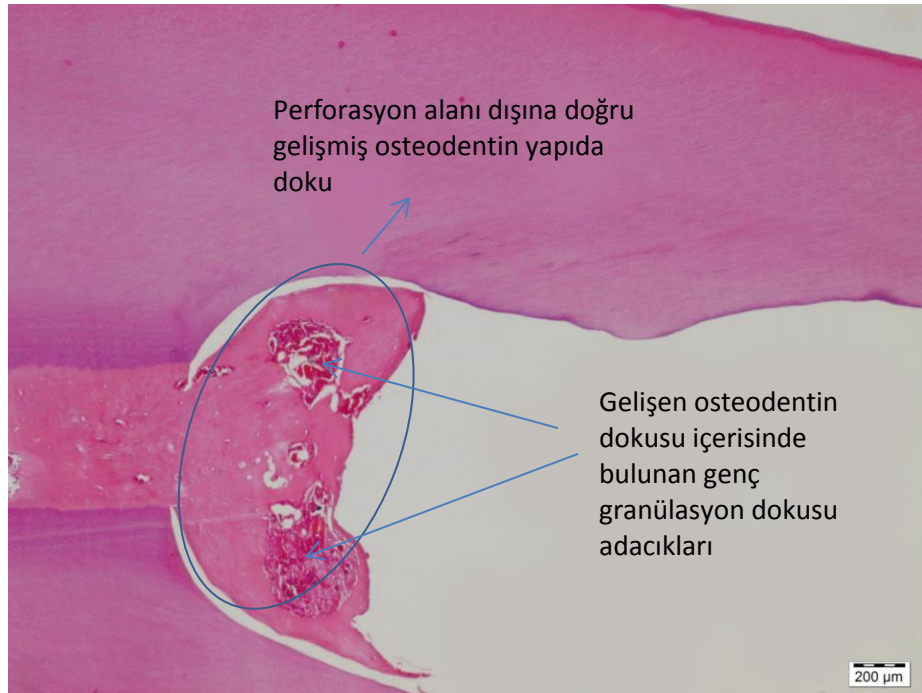 Perforasyon alanı dışına doğru
gelişmiş osteodentin yapıda
doku
Gelişen osteodentin
dokusu içerisinde
bulunan genç
granülasyon dokusu
adacıkları
200 µm